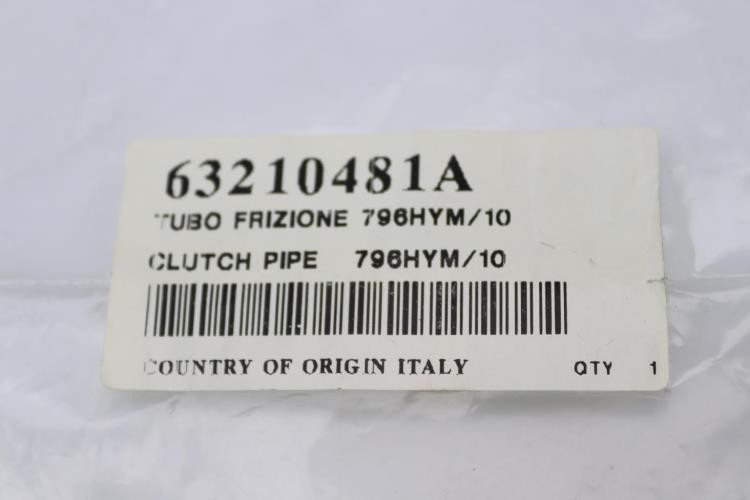 63210481A
TUBO FRIZIONE 796HYM/10
CLUTCH PIPE 796HYM/10
COUNTRY OF ORIGIN ITALY QTY 1